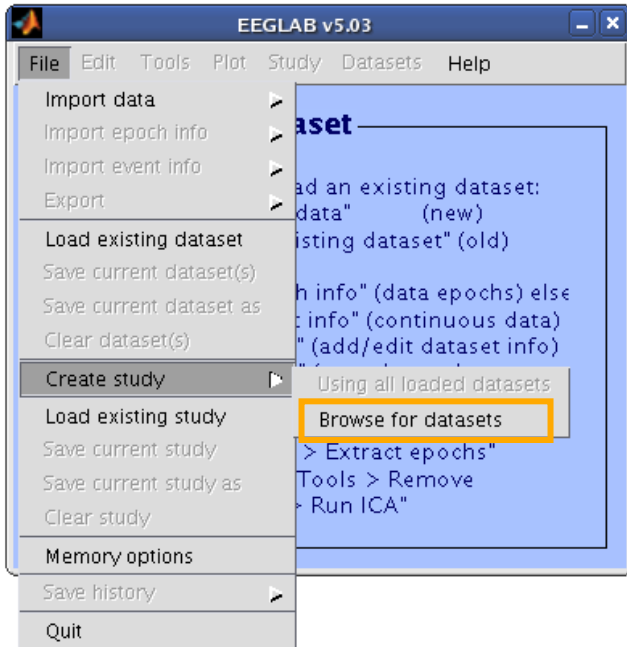 EEGLAB v5.03
File Edit Tools Plot Study Datasets Help
Import data
Import epoch info
Import event info
Export
Load existing dataset
Save current dataset(s)
Save current dataset as
Clear dataset(s)
Create study
Load existing study
Save current study
Save current study as
Clear study
Memory options
Save history
Quit
Using all loaded datasets
Browse for datasets
aset
ad an existing dataset:
data" (new)
isting dataset" (old)
h info" (data epochs) else
t info" (continuous data)
" (add/edit dataset info)
> Extract epochs"
Tools > Remove
> Run ICA"